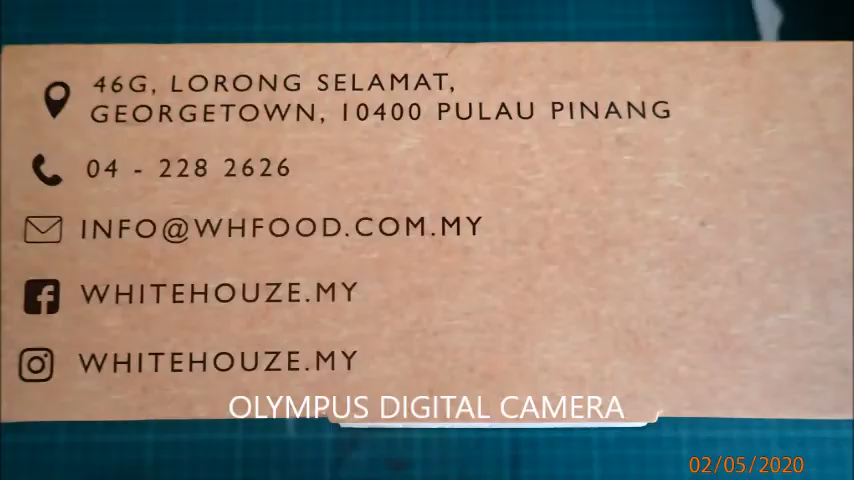 46G, LORONG SELAMAT,
GEORGETOWN, 10400 PULAU PINANG
04 - 228 2626
INFO@WHFOOD.COM.MY
WHITEHOUZE.MY
WHITEHOUZE.MY
OLYMPUS DIGITAL CAMERA
02/05/2020